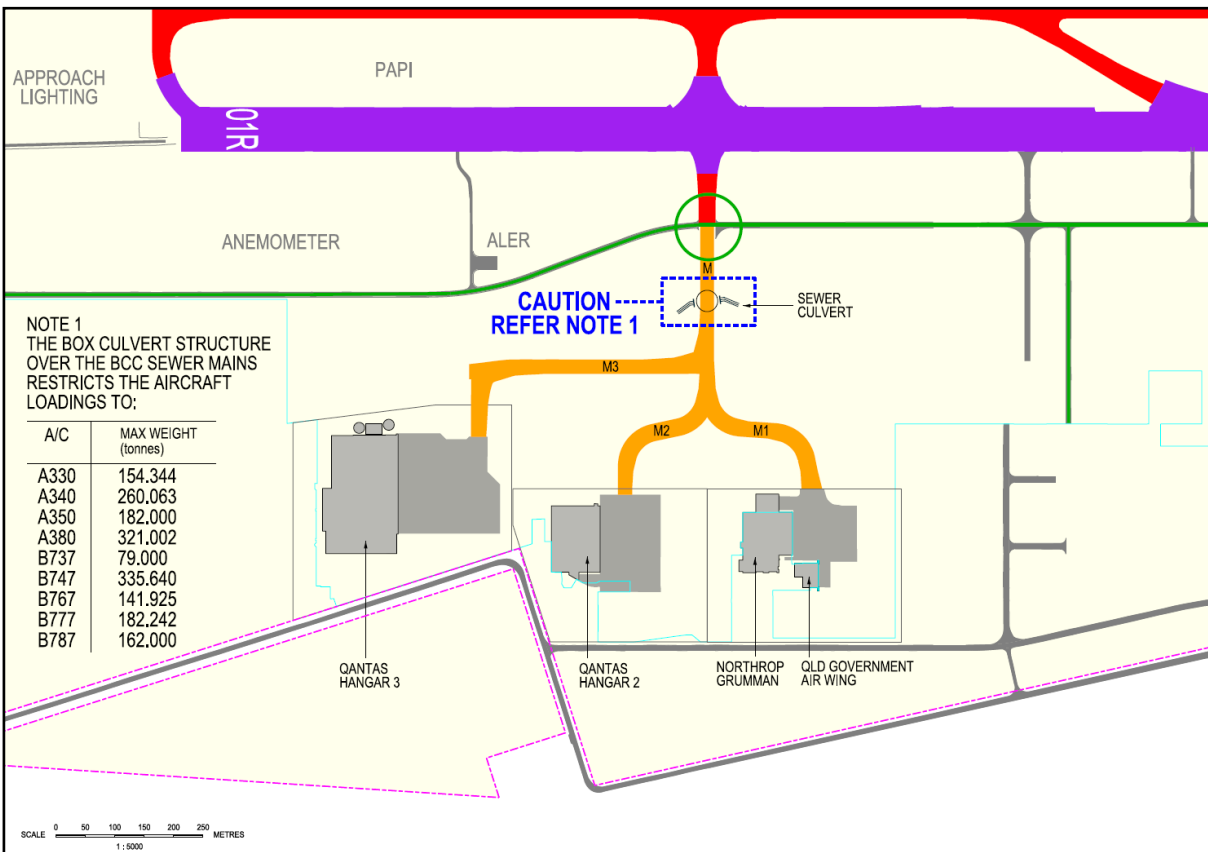 APPROACH
LIGHTING
PAPI
01R
ANEMOMETER
ALER
M
CAUTION
REFER NOTE 1
SEWER
CULVERT
NOTE 1
THE BOX CULVERT STRUCTURE
OVER THE BCC SEWER MAINS
RESTRICTS THE AIRCRAFT
LOADINGS TO;
A/C MAX WEIGHT
(tonnes)
A330 154.344
A340 260.063
A350 182.000
A380 321.002
B737 79.000
B747 335.640
B767 141.925
B777 182.242
B787 162.000
M3
M2
M1
QANTAS
HANGAR 3
QANTAS
HANGAR 2
NORTHROP
GRUMMAN
QLD GOVERNMENT
AIR WING
SCALE 0 50 100 150 200 250 METRES
1 : 5000